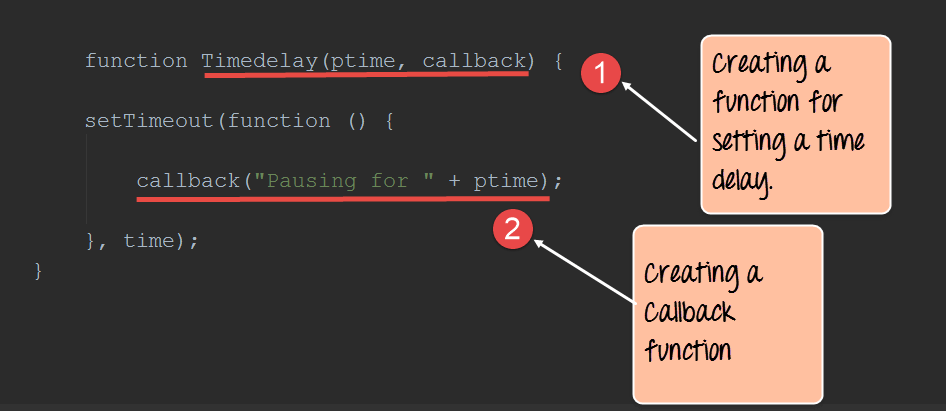 function Timedelay(ptime, callback) {
1
Creating a
function for
setting a time
delay.
setTimeout(function () {
callback("Pausing for " + ptime);
2
}, time);
}
Creating a
Callback
function